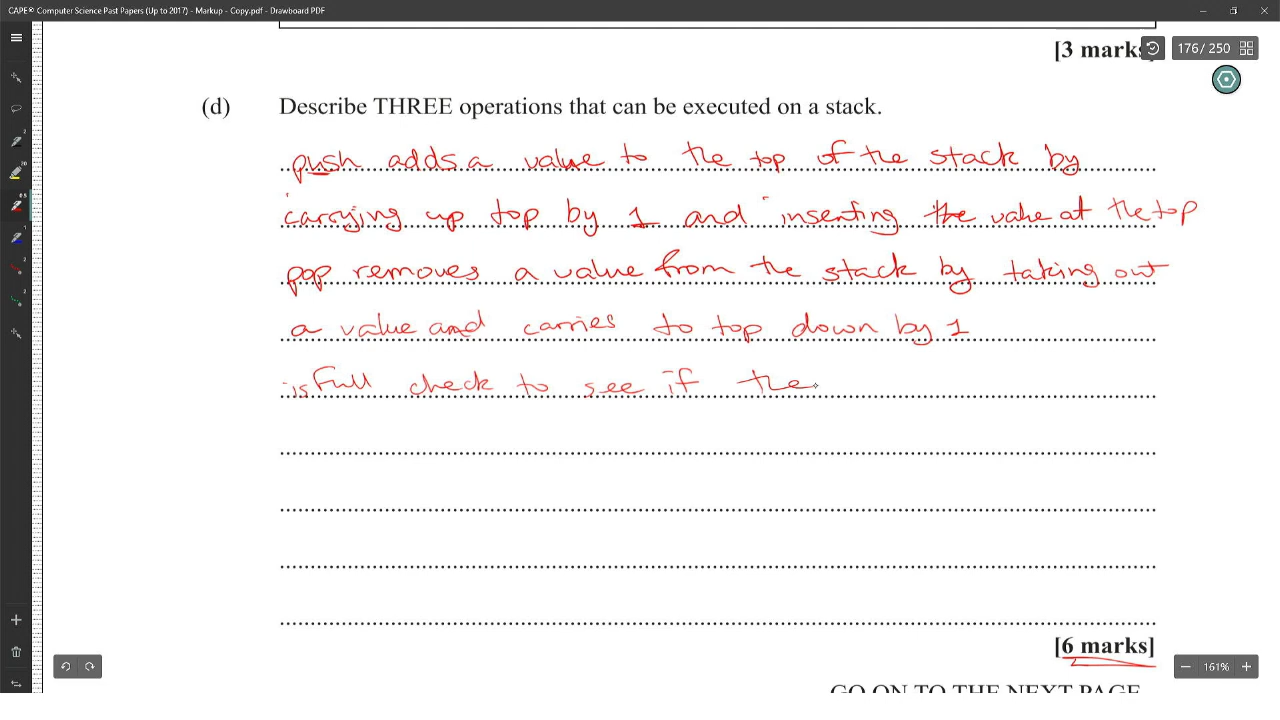 CAPE® Computer Science Past Papers (Up to 2017) - Markup - Copy.pdf - Drawboard PDF
[3 marks]
176 / 250
(d) Describe THREE operations that can be executed on a stack.
push adds a value to the top of the stack by
carrying up top by 1 and inserting the value at the top
pop removes a value from the stack by taking out
a value and carries to top down by 1
isFull check to see if the
[6 marks]
161%
GO ON TO THE NEXT PAGE